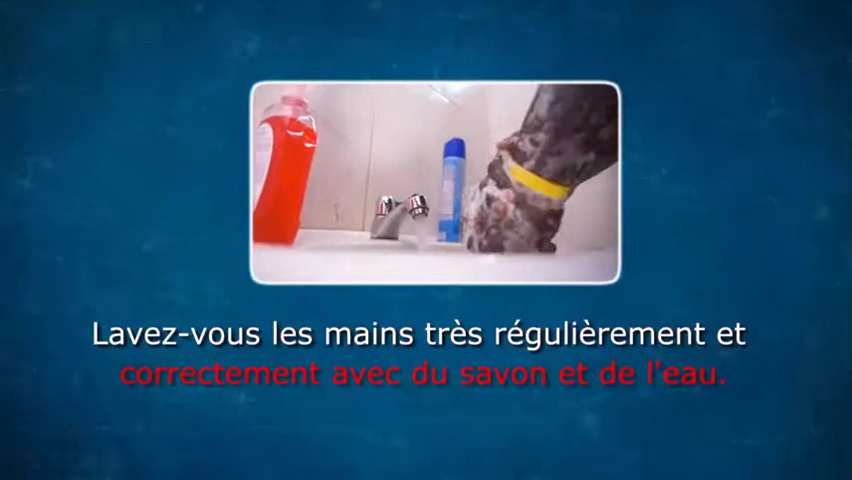 Lavez-vous les mains très régulièrement et
correctement avec du savon et de l'eau.